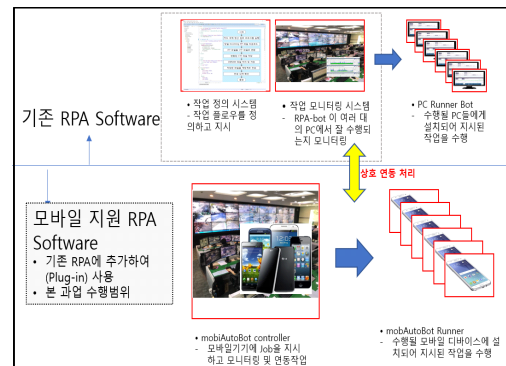 기존 RPA Software
• 작업 정의 시스템
- 작업 플로우를 정
의하고 지시
• 작업 모니터링 시스템
- RPA-bot 이 여러 대
의 PC에서 잘 수행되
는지 모니터링
• PC Runner Bot
- 수행될 PC들에게
설치되어 지시된
작업을 수행
상호 연동 처리
모바일 지원 RPA
Software
• 기존 RPA에 추가하여
(Plug-in) 사용
• 본 과업 수행범위
• mobiAutoBot controller
- 모바일기기에 Job을 지시
하고 모니터링 및 연동작업
• mobAutoBot Runner
- 수행될 모바일 디바이스에 설
치되어 지시된 작업을 수행